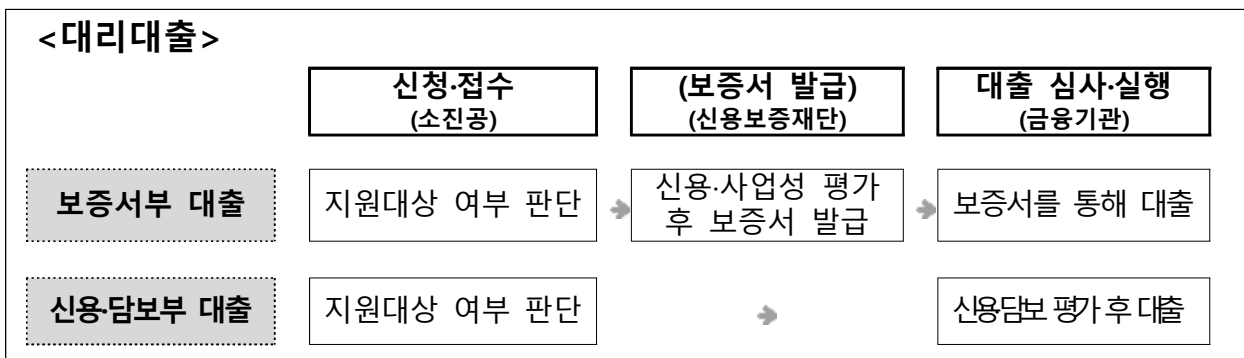 <대리대출>
신청·접수
(소진공)
(보증서 발급)
(신용보증재단)
대출 심사·실행
(금융기관)
보증서부 대출
지원대상 여부 판단
신용·사업성 평가
후 보증서 발급
보증서를 통해 대출
신용·담보부 대출
지원대상 여부 판단
신용담보 평가 후 대출